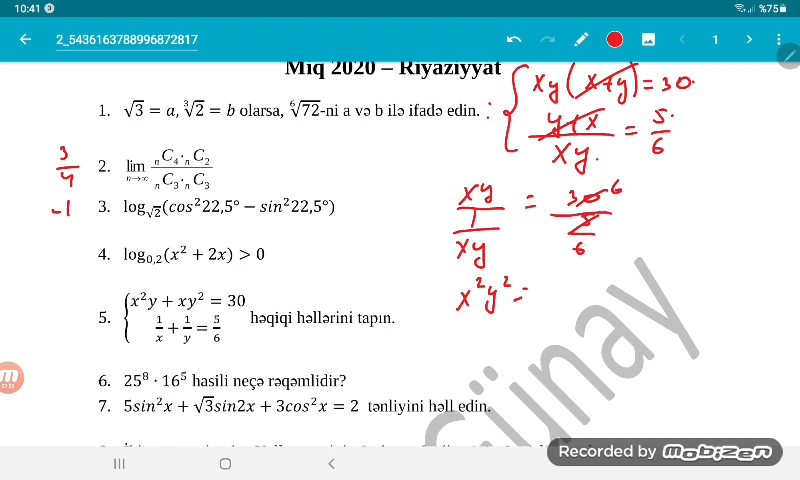 10:41 3 %75
2_5436163788996872817 1
Miq 2020 – Riyaziyyat
1. √3 = a, ∛2 = b olarsa, ⁶√72-ni a və b ilə ifadə edin.
2. lim n→∞ (ₙC₄·ₙC₂)/(ₙC₃·ₙC₃)
3. log_√2(cos²22,5° − sin²22,5°)
4. log₀,₂(x² + 2x) > 0
5. { x²y + xy² = 30
1/x + 1/y = 5/6 həqiqi həllərini tapın.
6. 25⁸ · 16⁵ hasili neçə rəqəmlidir?
7. 5sin²x + √3sin2x + 3cos²x = 2 tənliyini həll edin.
3/4
-1
: { xy(x+y) = 30
(y+x)/xy = 5/6
xy/(1/xy) = 30/(5/6) 6
x²y² =
Günay
Recorded by mobizen